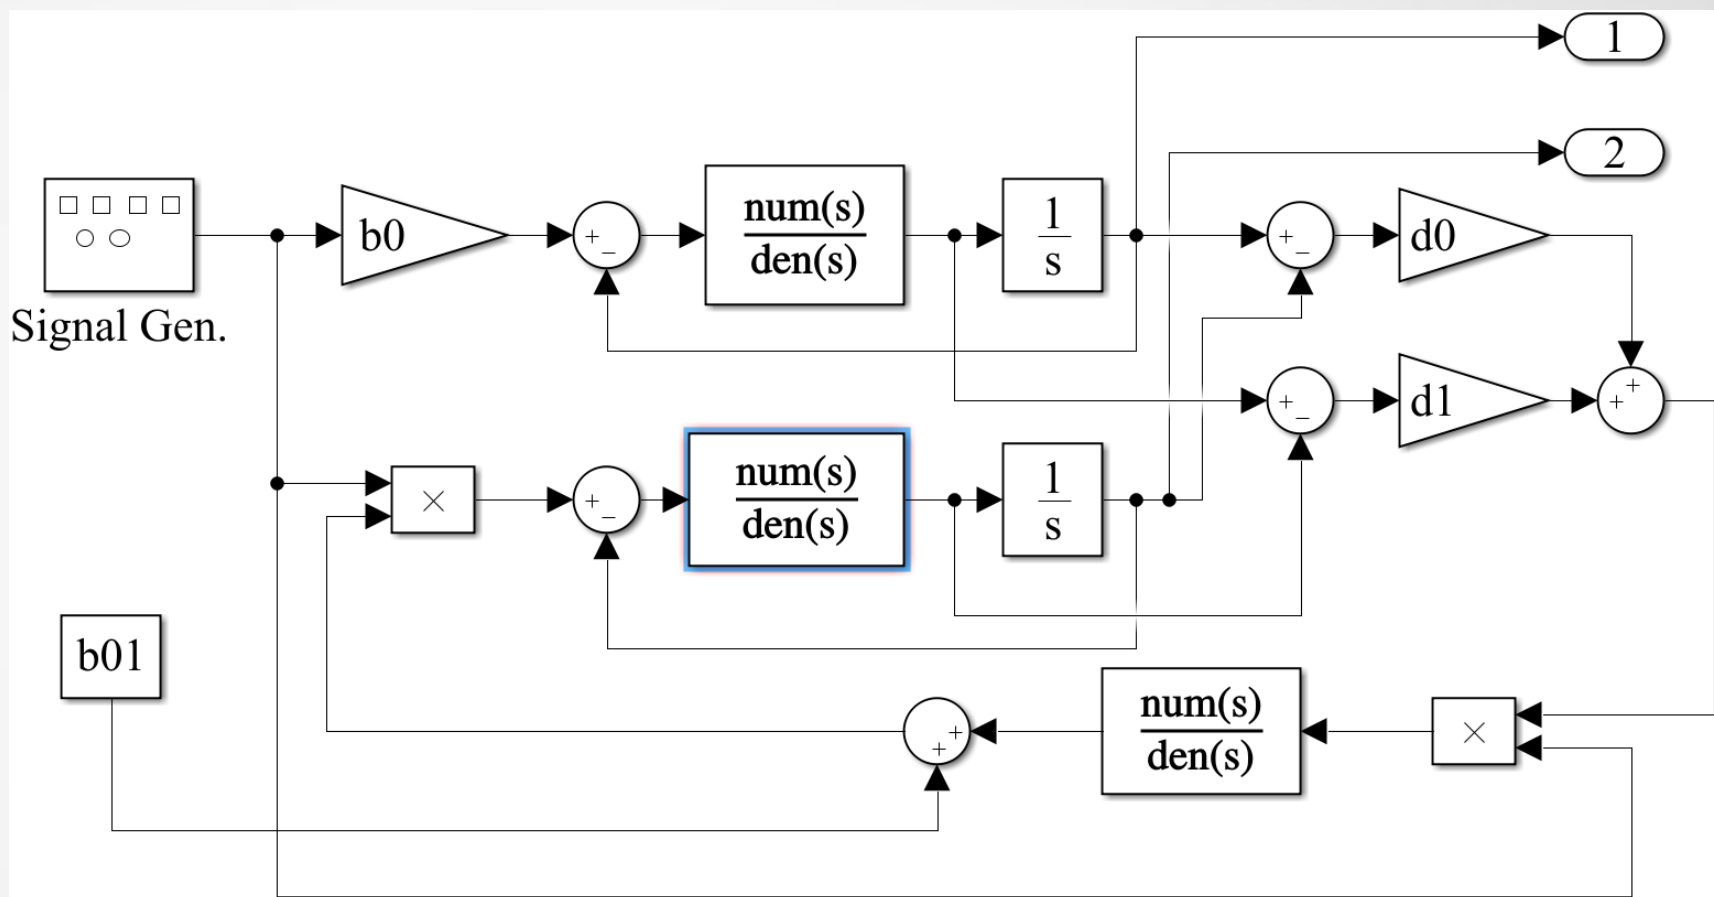 1
2
Signal Gen.
b0
+
−
num(s)
den(s)
1
s
+
−
d0
+
−
d1
+
+
×
+
−
num(s)
den(s)
1
s
b01
+
+
num(s)
den(s)
×